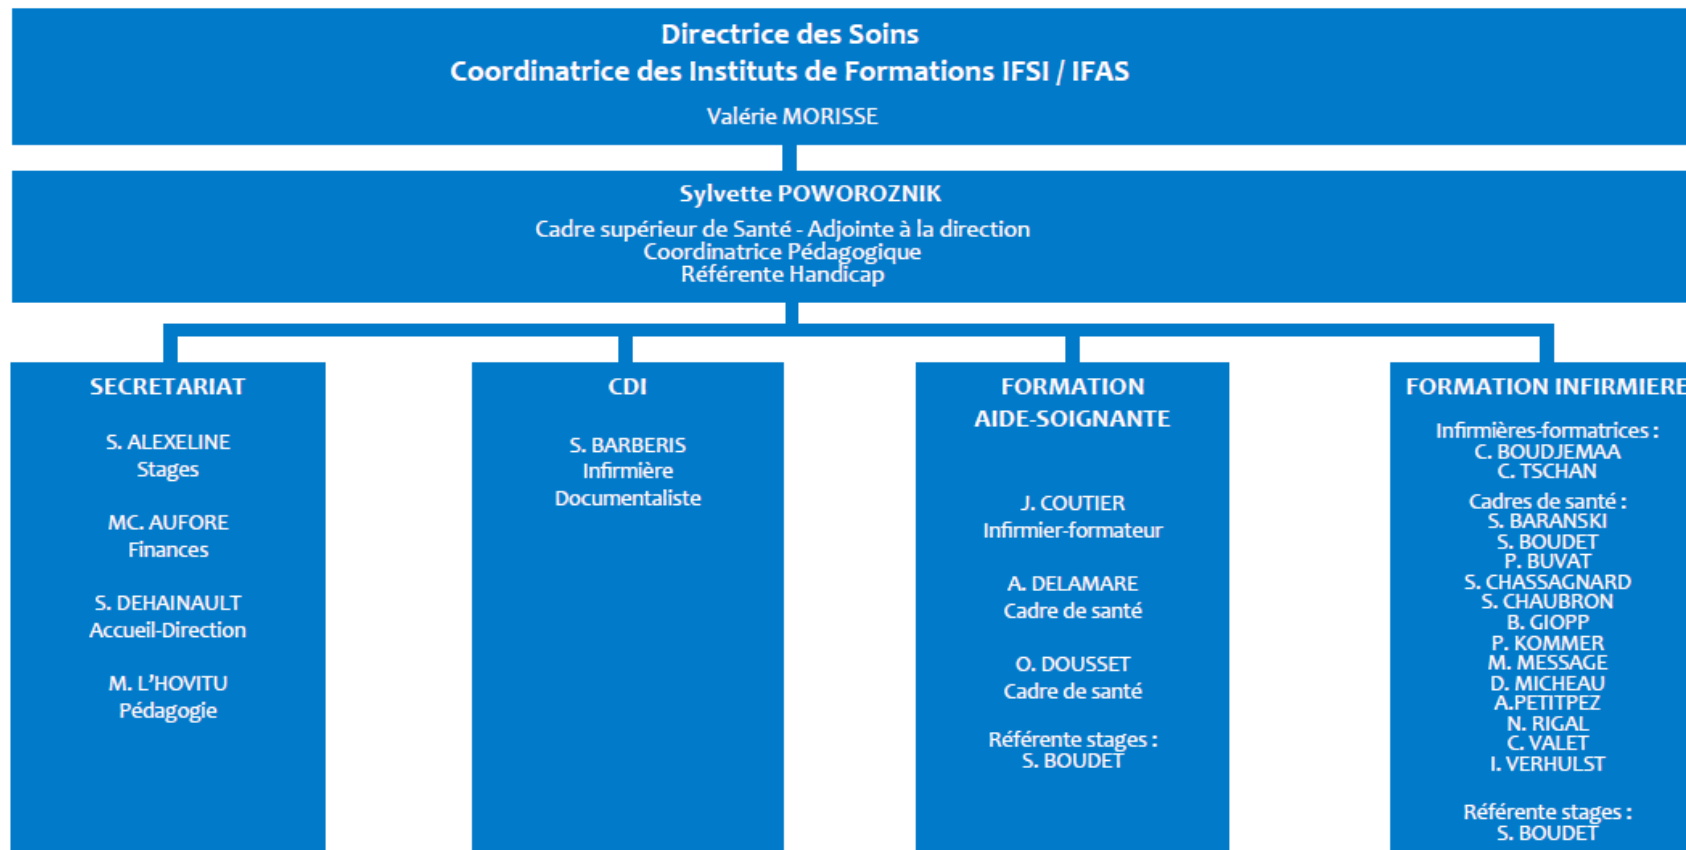 Directrice des Soins
Coordinatrice des Instituts de Formations IFSI / IFAS
Valérie MORISSE
Sylvette POWOROZNIK
Cadre supérieur de Santé - Adjointe à la direction
Coordinatrice Pédagogique
Référente Handicap
SECRETARIAT
S. ALEXELINE
Stages
MC. AUFORE
Finances
S. DEHAINAULT
Accueil-Direction
M. L’HOVITU
Pédagogie
CDI
S. BARBERIS
Infirmière
Documentaliste
FORMATION
AIDE-SOIGNANTE
J. COUTIER
Infirmier-formateur
A. DELAMARE
Cadre de santé
O. DOUSSET
Cadre de santé
Référente stages :
S. BOUDET
FORMATION INFIRMIERE
Infirmières-formatrices :
C. BOUDJEMAA
C. TSCHAN
Cadres de santé :
S. BARANSKI
S. BOUDET
P. BUVAT
S. CHASSAGNARD
S. CHAUBRON
B. GIOPP
P. KOMMER
M. MESSAGE
D. MICHEAU
A.PETITPEZ
N. RIGAL
C. VALET
I. VERHULST
Référente stages :
S. BOUDET